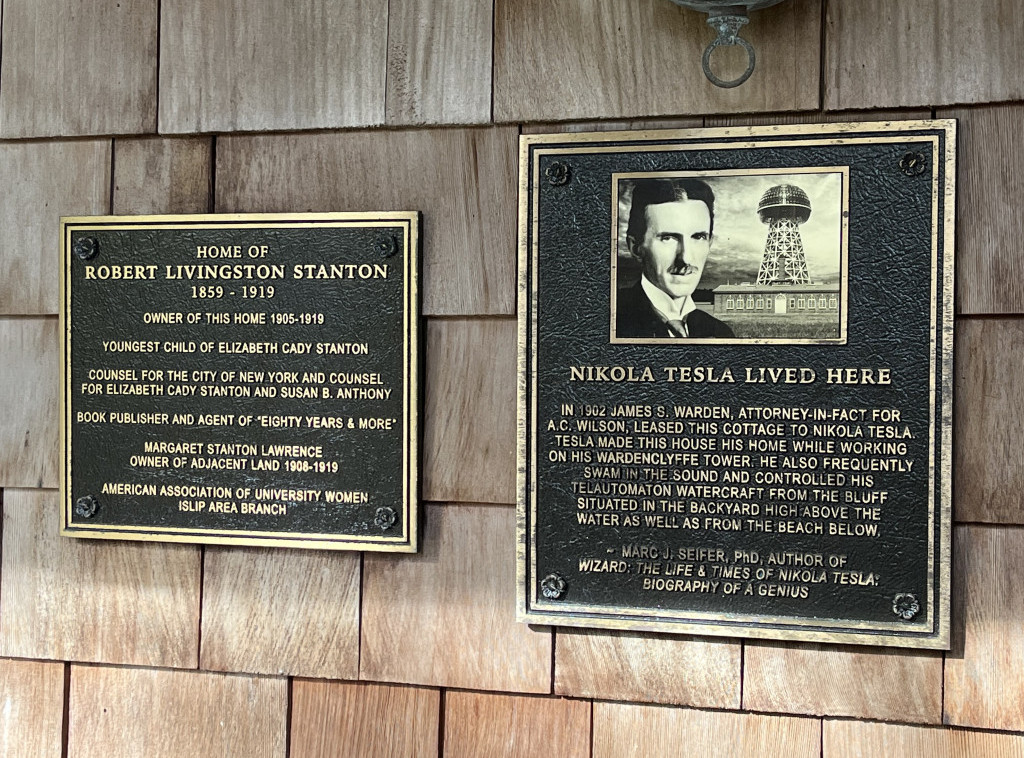 HOME OF
ROBERT LIVINGSTON STANTON
1859 - 1919
OWNER OF THIS HOME 1905-1919
YOUNGEST CHILD OF ELIZABETH CADY STANTON
COUNSEL FOR THE CITY OF NEW YORK AND COUNSEL
FOR ELIZABETH CADY STANTON AND SUSAN B. ANTHONY
BOOK PUBLISHER AND AGENT OF "EIGHTY YEARS & MORE"
MARGARET STANTON LAWRENCE
OWNER OF ADJACENT LAND 1908-1919
AMERICAN ASSOCIATION OF UNIVERSITY WOMEN
ISLIP AREA BRANCH
NIKOLA TESLA LIVED HERE
IN 1902 JAMES S. WARDEN, ATTORNEY-IN-FACT FOR
A.C. WILSON, LEASED THIS COTTAGE TO NIKOLA TESLA.
TESLA MADE THIS HOUSE HIS HOME WHILE WORKING
ON HIS WARDENCLYFFE TOWER. HE ALSO FREQUENTLY
SWAM IN THE SOUND AND CONTROLLED HIS
TELAUTOMATON WATERCRAFT FROM THE BLUFF
SITUATED IN THE BACKYARD HIGH ABOVE THE
WATER AS WELL AS FROM THE BEACH BELOW.
~ MARC J. SEIFER, PhD, AUTHOR OF
WIZARD: THE LIFE & TIMES OF NIKOLA TESLA:
BIOGRAPHY OF A GENIUS